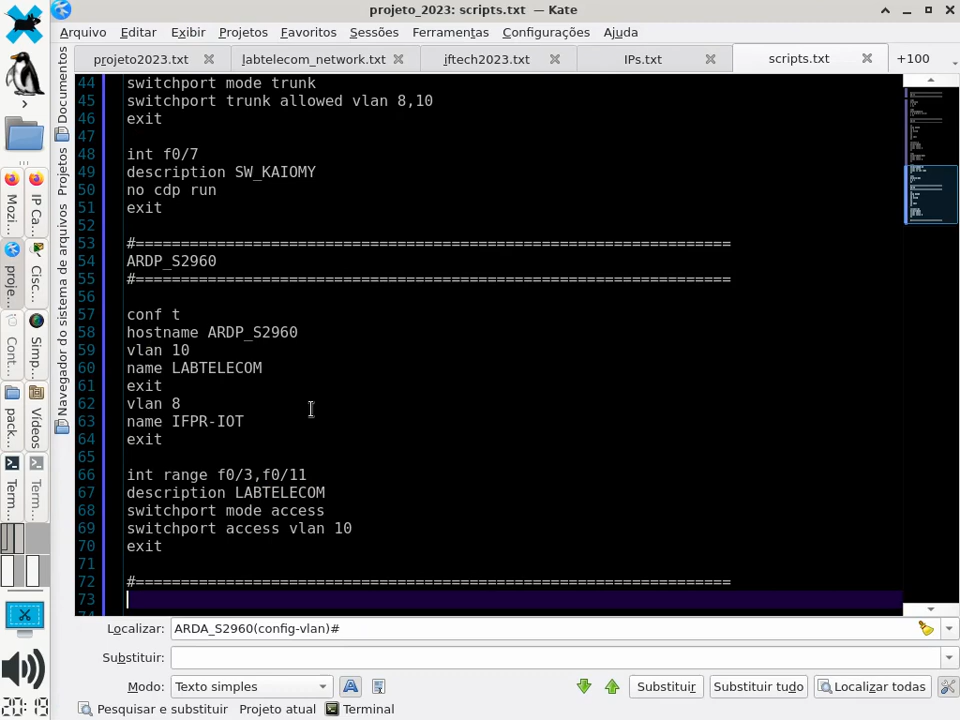 projeto_2023: scripts.txt — Kate
Arquivo Editar Exibir Projetos Favoritos Sessões Ferramentas Configurações Ajuda
projeto2023.txt labtelecom_network.txt iftech2023.txt IPs.txt scripts.txt +100
44 switchport mode trunk
45 switchport trunk allowed vlan 8,10
46 exit
47
48 int f0/7
49 description SW_KAIOMY
50 no cdp run
51 exit
52
53 #==================================================================
54 ARDP_S2960
55 #==================================================================
56
57 conf t
58 hostname ARDP_S2960
59 vlan 10
60 name LABTELECOM
61 exit
62 vlan 8
63 name IFPR-IOT
64 exit
65
66 int range f0/3,f0/11
67 description LABTELECOM
68 switchport mode access
69 switchport access vlan 10
70 exit
71
72 #==================================================================
73
Documentos
Projetos
Navegador do sistema de arquivos
Mozi...
IP Ca...
proje...
Cisc...
Cont...
Simp...
pack...
Vídeos
Term...
Term...
20:19
Localizar: ARDA_S2960(config-vlan)#
Substituir:
Modo: Texto simples Substituir Substituir tudo Localizar todas
Pesquisar e substituir Projeto atual Terminal